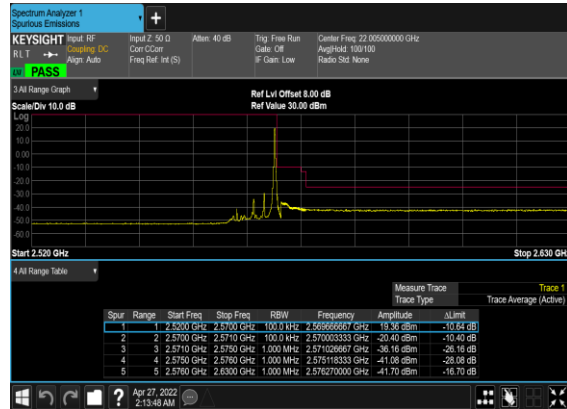 Spectrum Analyzer 1
Spurious Emissions
+
KEYSIGHT Input: RF Input Z: 50 Ω Atten: 40 dB Trig: Free Run Center Freq: 22.005000000 GHz
RLT Coupling: DC Corr CCorr Gate: Off Avg|Hold: 100/100
Align: Auto Freq Ref: Int (S) IF Gain: Low Radio Std: None
PASS
3 All Range Graph
Ref Lvl Offset 8.00 dB
Scale/Div 10.0 dB Ref Value 30.00 dBm
Log
20.0
10.0
0.00
-10.0
-20.0
-30.0
-40.0
-50.0
-60.0
Start 2.520 GHz Stop 2.630 GHz
4 All Range Table
Measure Trace Trace 1
Trace Type Trace Average (Active)
Spur Range Start Freq Stop Freq RBW Frequency Amplitude ΔLimit
1 1 2.5200 GHz 2.5700 GHz 100.0 kHz 2.569666667 GHz 19.36 dBm -10.64 dB
2 2 2.5700 GHz 2.5710 GHz 100.0 kHz 2.570003333 GHz -20.40 dBm -10.40 dB
3 3 2.5710 GHz 2.5750 GHz 1.000 MHz 2.571026667 GHz -36.16 dBm -26.16 dB
4 4 2.5750 GHz 2.5760 GHz 1.000 MHz 2.575118333 GHz -41.08 dBm -28.08 dB
5 5 2.5760 GHz 2.6300 GHz 1.000 MHz 2.576270000 GHz -41.70 dBm -16.70 dB
? Apr 27, 2022
2:13:48 AM